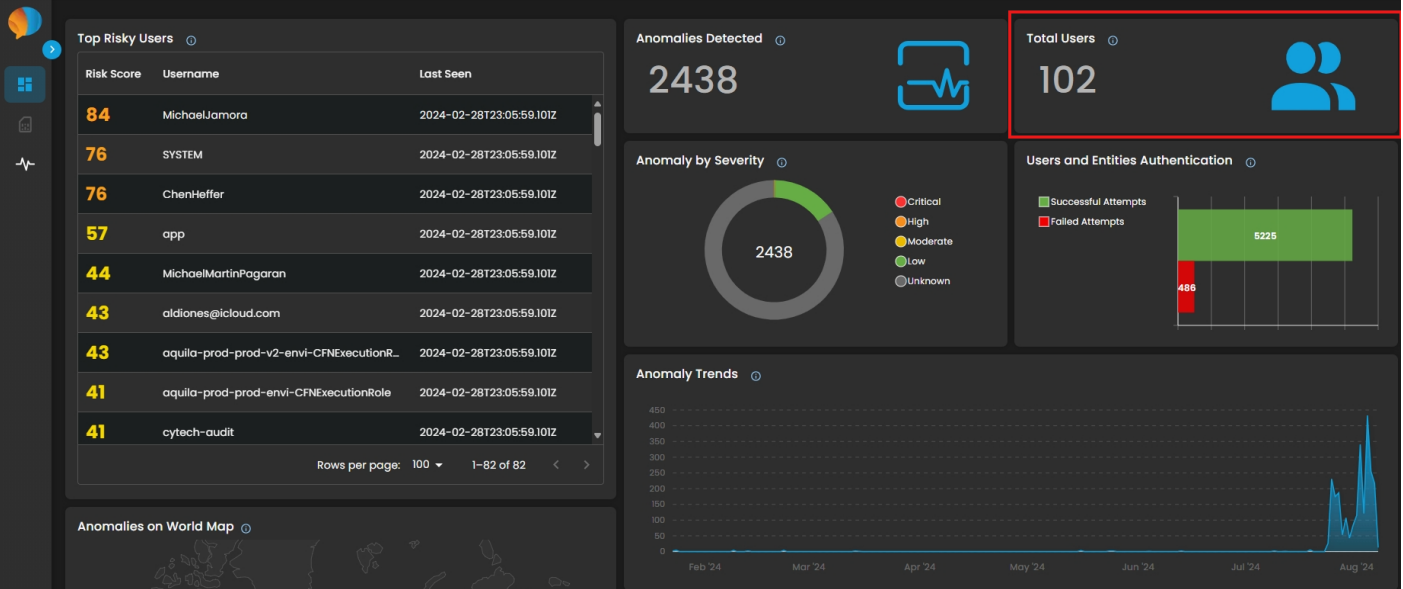 Top Risky Users
Risk Score Username Last Seen
84 MichaelJamora 2024-02-28T23:05:59.101Z
76 SYSTEM 2024-02-28T23:05:59.101Z
76 ChenHeffer 2024-02-28T23:05:59.101Z
57 app 2024-02-28T23:05:59.101Z
44 MichaelMartinPagaran 2024-02-28T23:05:59.101Z
43 aldiones@icloud.com 2024-02-28T23:05:59.101Z
43 aquila-prod-prod-v2-envi-CFNExecutionR... 2024-02-28T23:05:59.101Z
41 aquila-prod-prod-envi-CFNExecutionRole 2024-02-28T23:05:59.101Z
41 cytech-audit 2024-02-28T23:05:59.101Z
Rows per page: 100 1–82 of 82
Anomalies on World Map
Anomalies Detected
2438
Total Users
102
Anomaly by Severity
2438
Critical
High
Moderate
Low
Unknown
Users and Entities Authentication
Successful Attempts
Failed Attempts
5225
486
Anomaly Trends
450
400
350
300
250
200
150
100
50
0
Feb '24 Mar '24 Apr '24 May '24 Jun '24 Jul '24 Aug '24